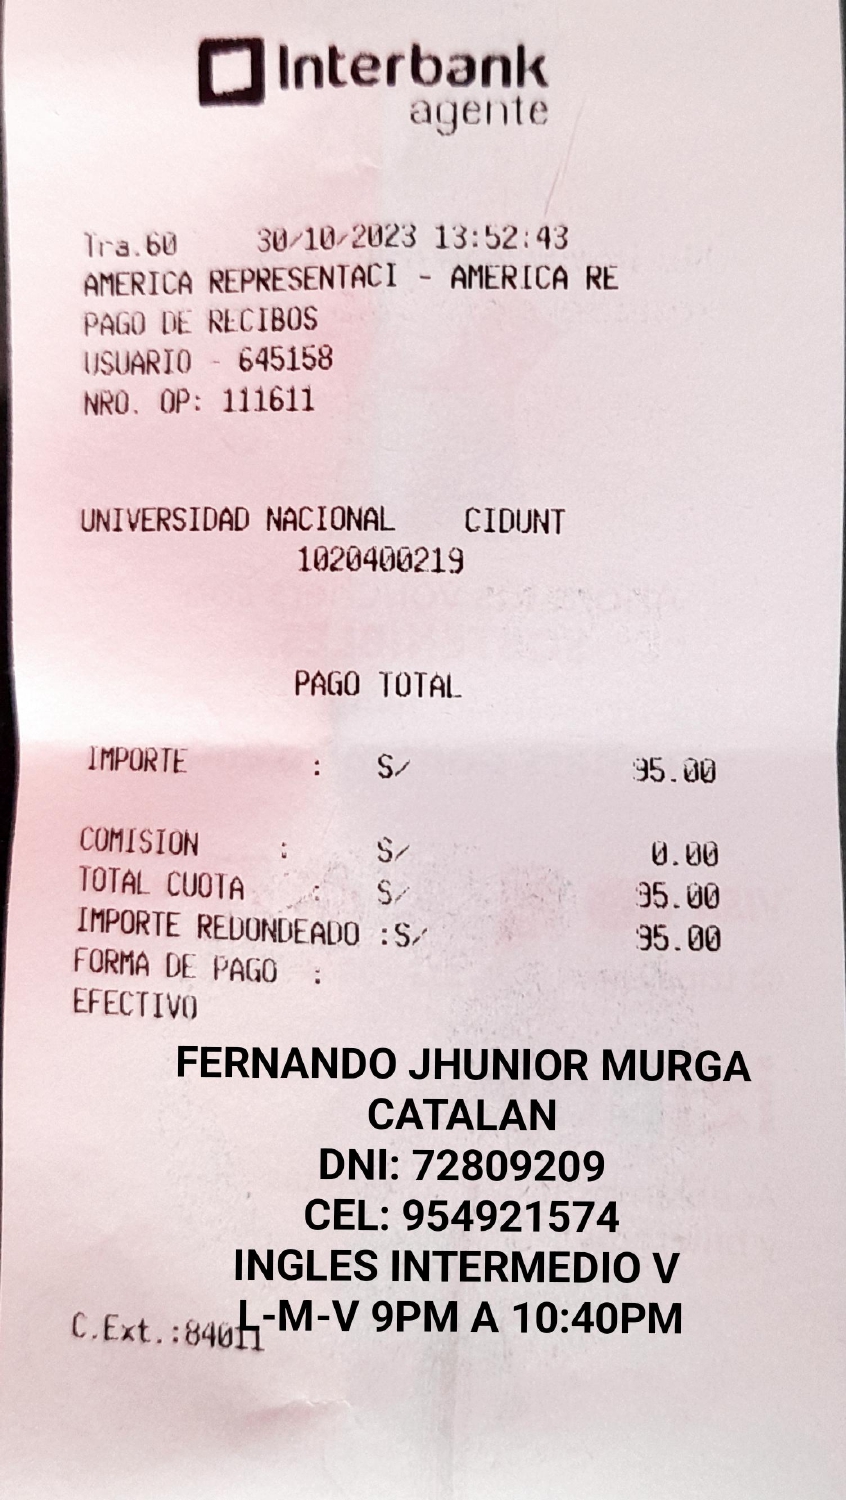 Interbank
agente
Tra.60 30/10/2023 13:52:43
AMERICA REPRESENTACI - AMERICA RE
PAGO DE RECIBOS
USUARIO - 645158
NRO. OP: 111611
UNIVERSIDAD NACIONAL CIDUNT
1020400219
PAGO TOTAL
IMPORTE : S/ 95.00
COMISION : S/ 0.00
TOTAL CUOTA : S/ 95.00
IMPORTE REDONDEADO :S/ 95.00
FORMA DE PAGO :
EFECTIVO
FERNANDO JHUNIOR MURGA
CATALAN
DNI: 72809209
CEL: 954921574
INGLES INTERMEDIO V
L-M-V 9PM A 10:40PM
C.Ext.:84011